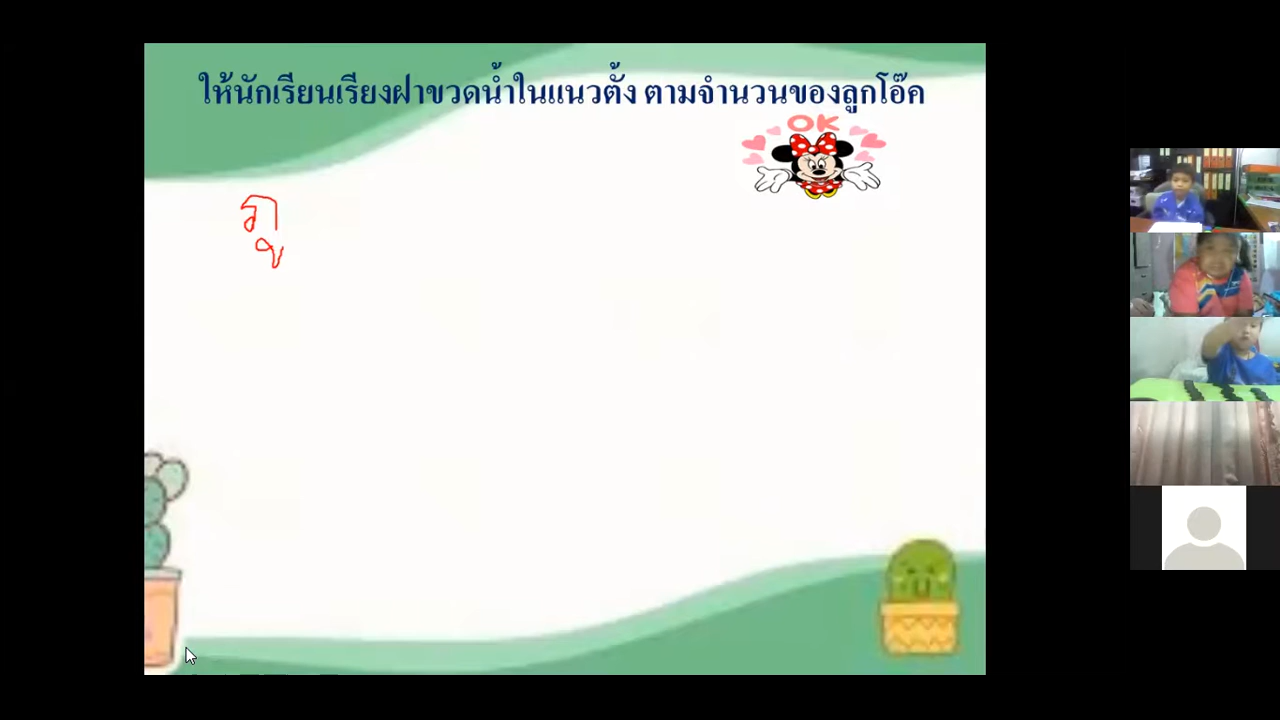 ให้นักเรียนเรียงฝาขวดน้ำในแนวตั้ง ตามจำนวนของลูกโอ๊ค
OK
ภู